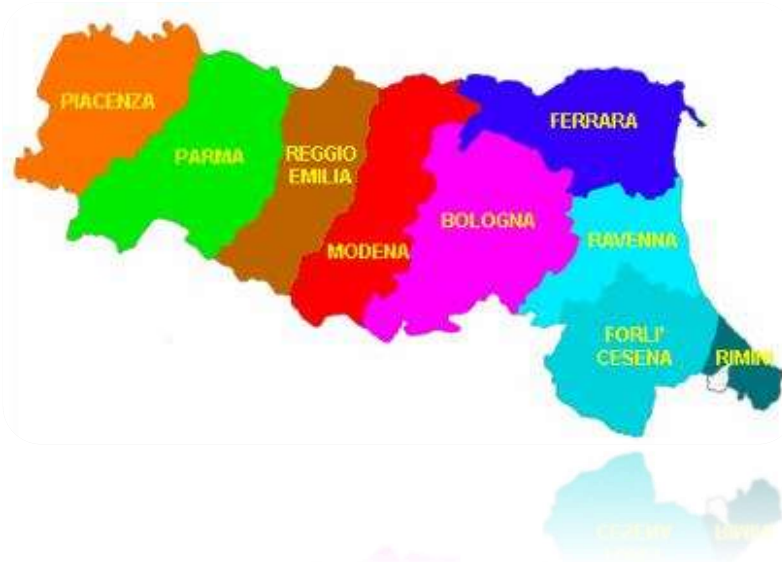 PIACENZA
PARMA
REGGIO
EMILIA
MODENA
BOLOGNA
FERRARA
RAVENNA
FORLI'
CESENA
RIMINI